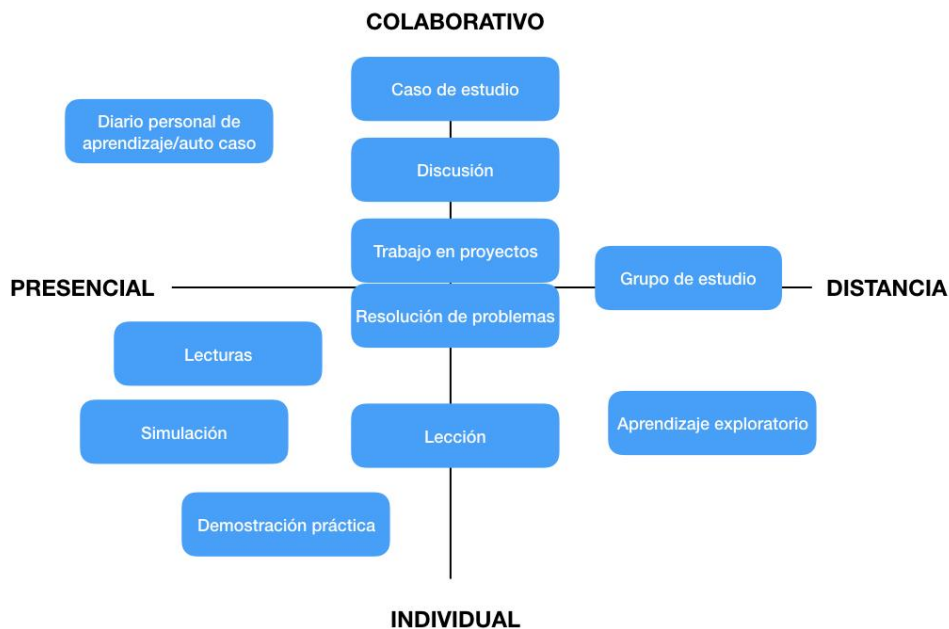 COLABORATIVO
Caso de estudio
Diario personal de
aprendizaje/auto caso
Discusión
Trabajo en proyectos
Grupo de estudio
PRESENCIAL
DISTANCIA
Resolución de problemas
Lecturas
Simulación
Lección
Aprendizaje exploratorio
Demostración práctica
INDIVIDUAL